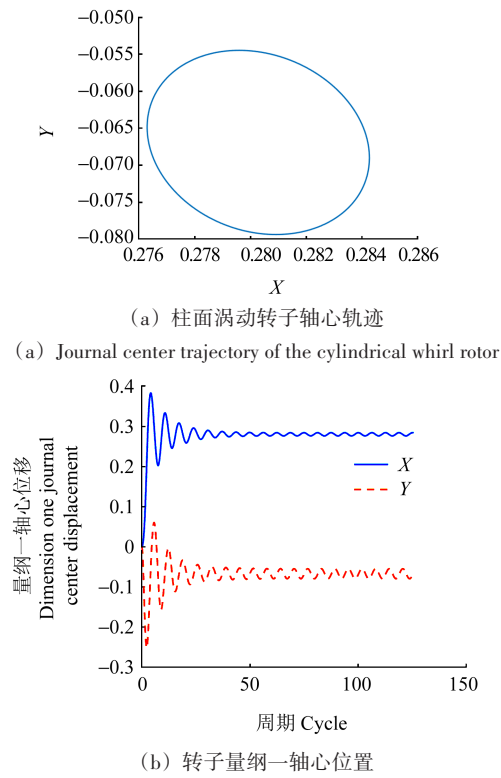 −0.050
−0.055
−0.060
−0.065
−0.070
−0.075
−0.080
Y
0.276 0.278 0.280 0.282 0.284 0.286
X
（a）柱面涡动转子轴心轨迹
（a）Journal center trajectory of the cylindrical whirl rotor
0.4
0.3
0.2
0.1
0
−0.1
−0.2
−0.3
量纲一轴心位移
Dimension one journal
center displacement
X
Y
0 50 100 150
周期 Cycle
（b）转子量纲一轴心位置